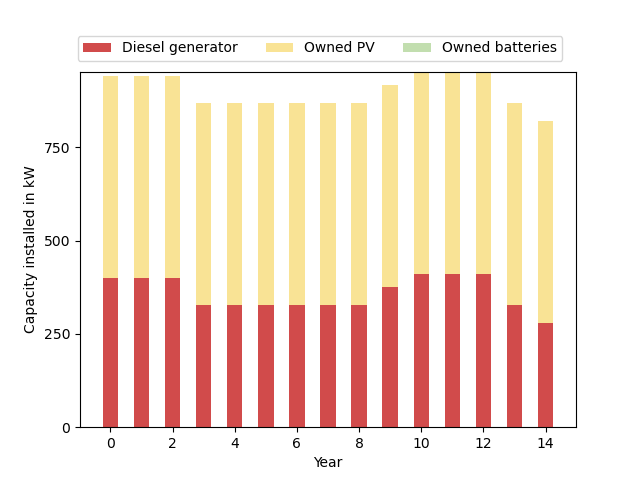 Diesel generator Owned PV Owned batteries
750
500
250
0
Capacity installed in kW
0 2 4 6 8 10 12 14
Year